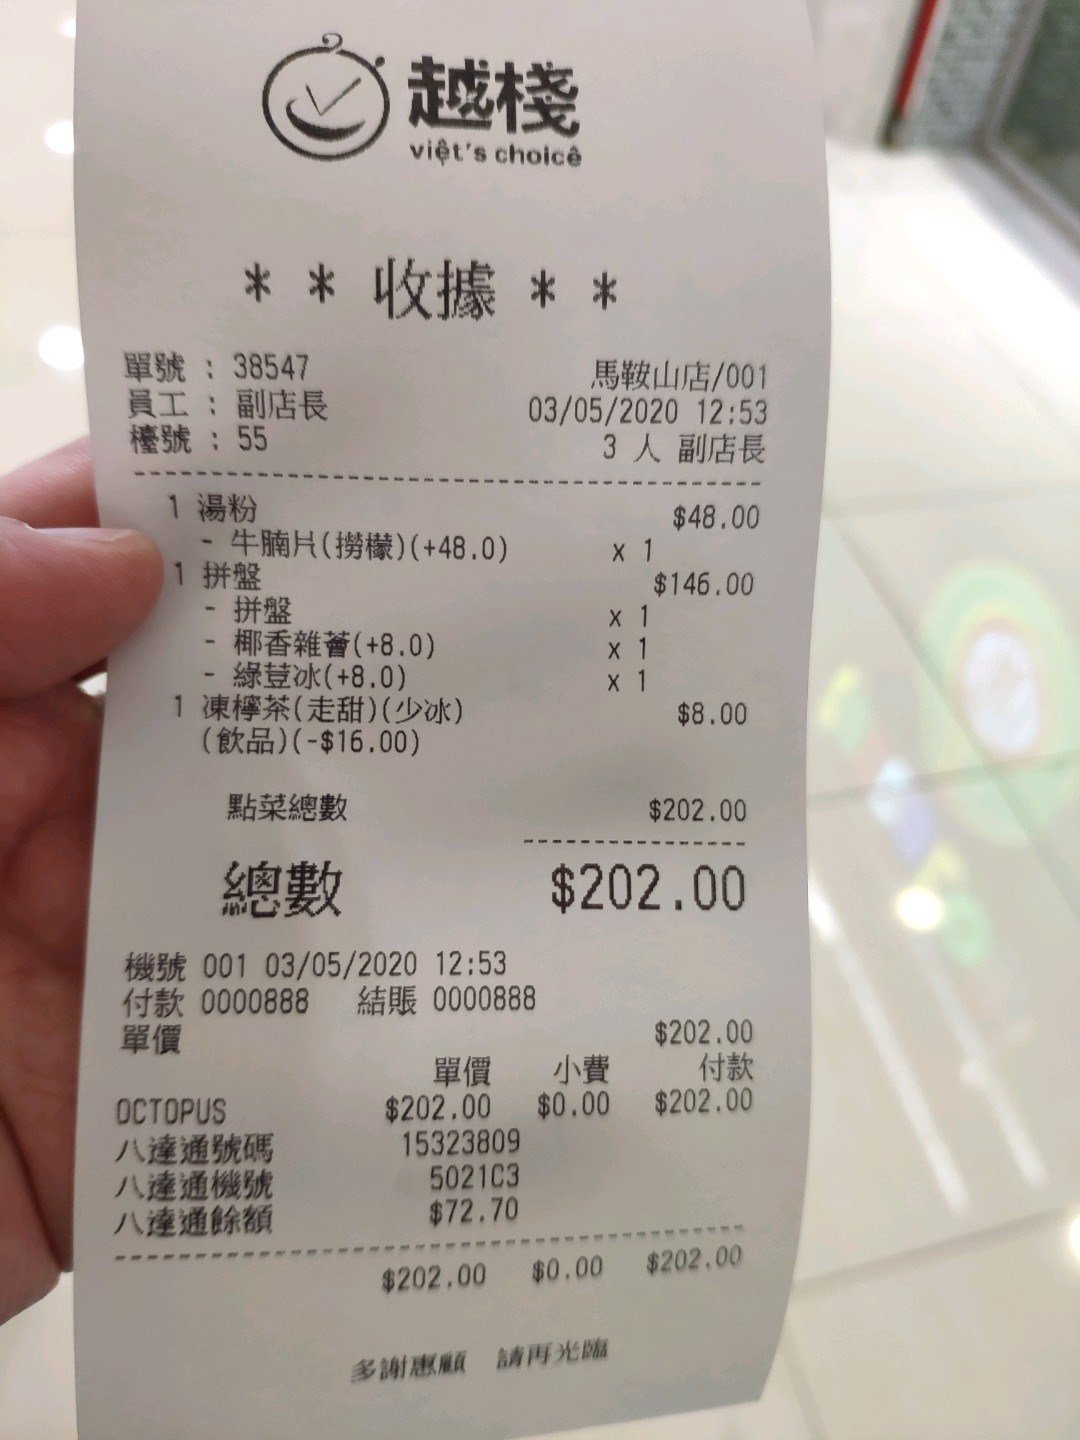 越棧
việt's choicê
* * 收據 * *
單號 : 38547
馬鞍山店/001
員工 : 副店長
03/05/2020 12:53
檯號 : 55
3 人 副店長
1 湯粉 $48.00
- 牛腩片(撈檬)(+48.0) x 1
1 拼盤 $146.00
- 拼盤 x 1
- 椰香雜薈(+8.0) x 1
- 綠荳冰(+8.0) x 1
1 凍檸茶(走甜)(少冰) $8.00
(飲品)(-$16.00)
點菜總數 $202.00
總數 $202.00
機號 001 03/05/2020 12:53
付款 0000888 結賬 0000888
單價 $202.00
單價 小費 付款
OCTOPUS $202.00 $0.00 $202.00
八達通號碼 15323809
八達通機號 5021C3
八達通餘額 $72.70
$202.00 $0.00 $202.00
多謝惠顧 請再光臨